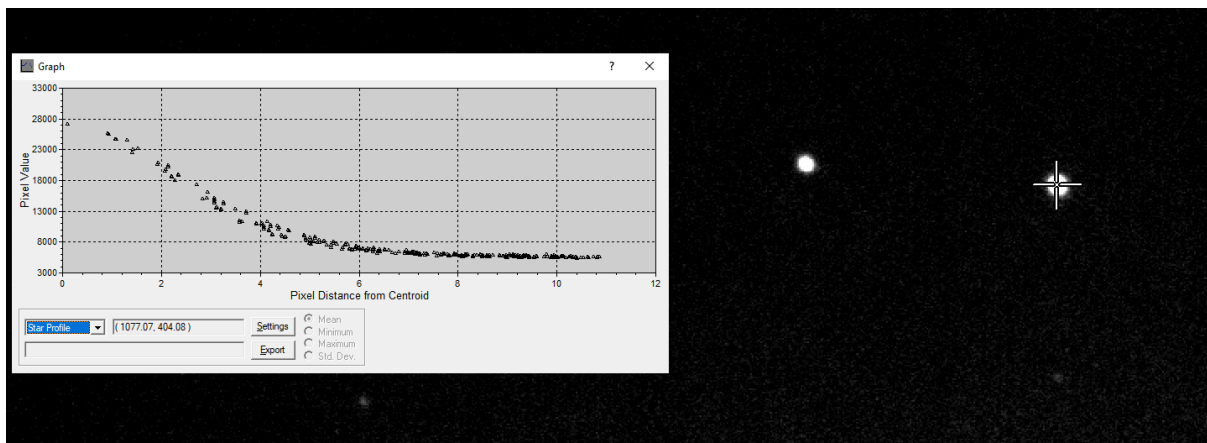 Graph
? ×
33000
28000
23000
18000
13000
8000
3000
Pixel Value
0 2 4 6 8 10 12
Pixel Distance from Centroid
Star Profile
( 1077.07, 404.08 )
Settings
Export
Mean
Minimum
Maximum
Std. Dev.